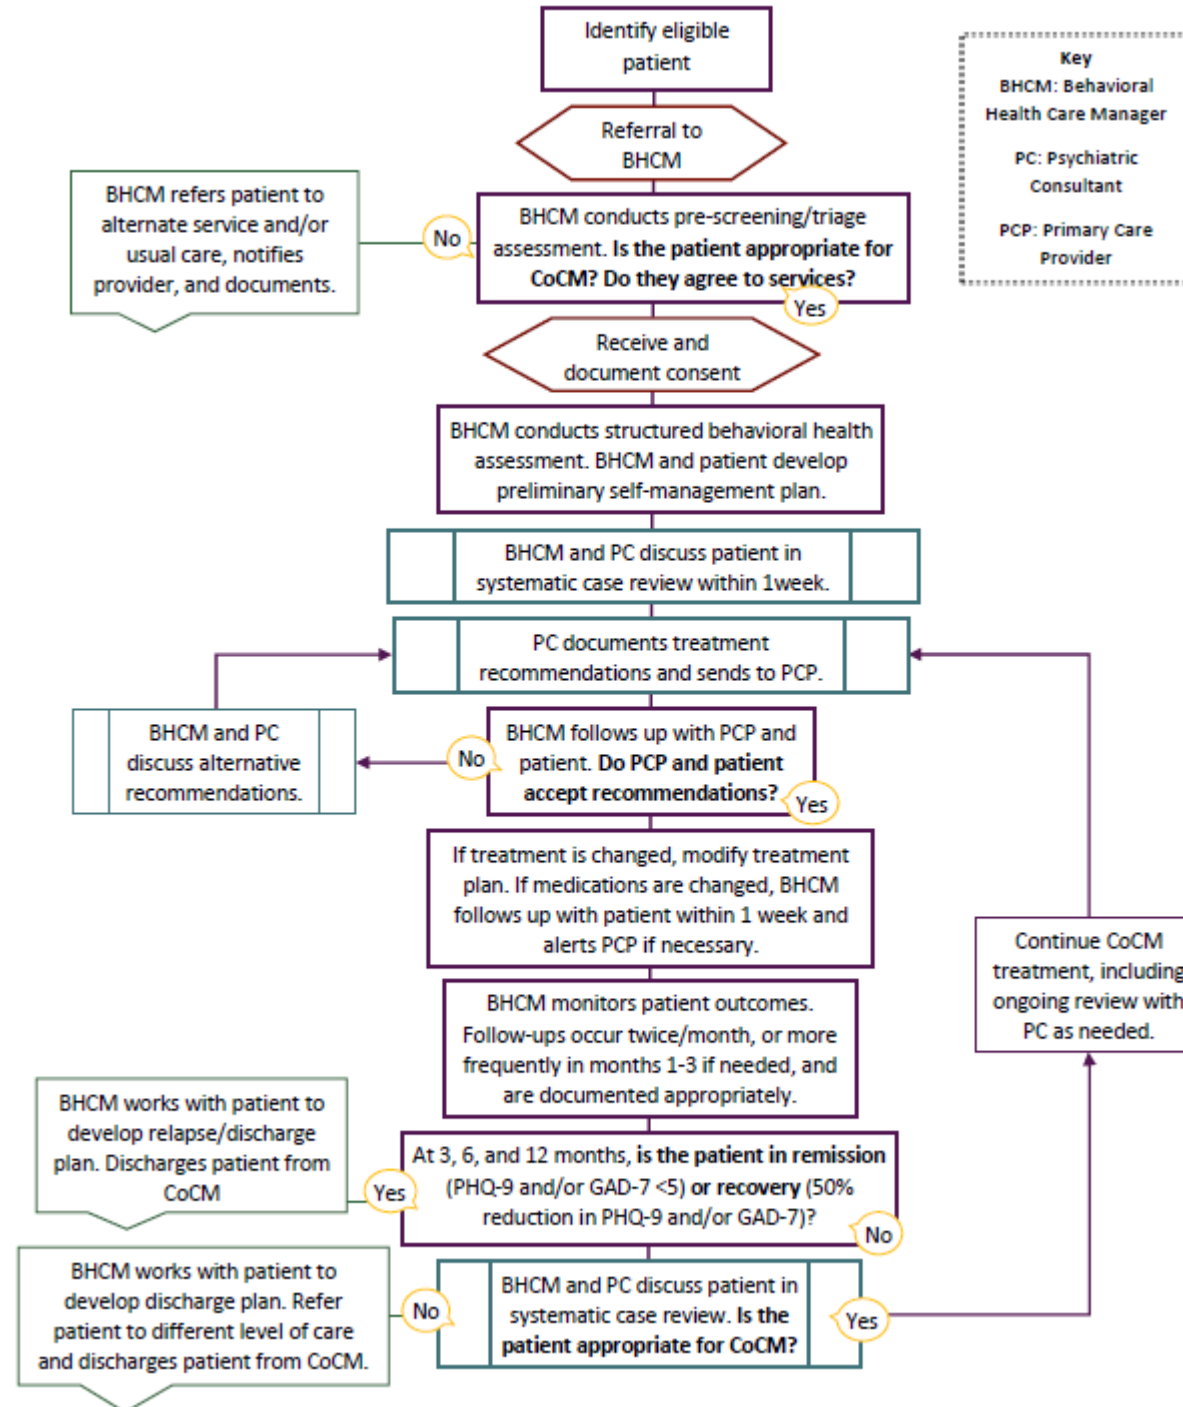 Identify eligible
patient
Key
BHCM: Behavioral
Health Care Manager
PC: Psychiatric
Consultant
PCP: Primary Care
Provider
Referral to
BHCM
BHCM refers patient to
alternate service and/or
usual care, notifies
provider, and documents.
No
BHCM conducts pre-screening/triage
assessment. Is the patient appropriate for
CoCM? Do they agree to services?
Yes
Receive and
document consent
BHCM conducts structured behavioral health
assessment. BHCM and patient develop
preliminary self-management plan.
BHCM and PC discuss patient in
systematic case review within 1week.
PC documents treatment
recommendations and sends to PCP.
BHCM and PC
discuss alternative
recommendations.
No
BHCM follows up with PCP and
patient. Do PCP and patient
accept recommendations?
Yes
If treatment is changed, modify treatment
plan. If medications are changed, BHCM
follows up with patient within 1 week and
alerts PCP if necessary.
Continue CoCM
treatment, including
ongoing review with
PC as needed.
BHCM monitors patient outcomes.
Follow-ups occur twice/month, or more
frequently in months 1-3 if needed, and
are documented appropriately.
BHCM works with patient to
develop relapse/discharge
plan. Discharges patient from
CoCM
Yes
At 3, 6, and 12 months, is the patient in remission
(PHQ-9 and/or GAD-7 <5) or recovery (50%
reduction in PHQ-9 and/or GAD-7)?
No
BHCM works with patient to
develop discharge plan. Refer
patient to different level of care
and discharges patient from CoCM.
No
BHCM and PC discuss patient in
systematic case review. Is the
patient appropriate for CoCM?
Yes